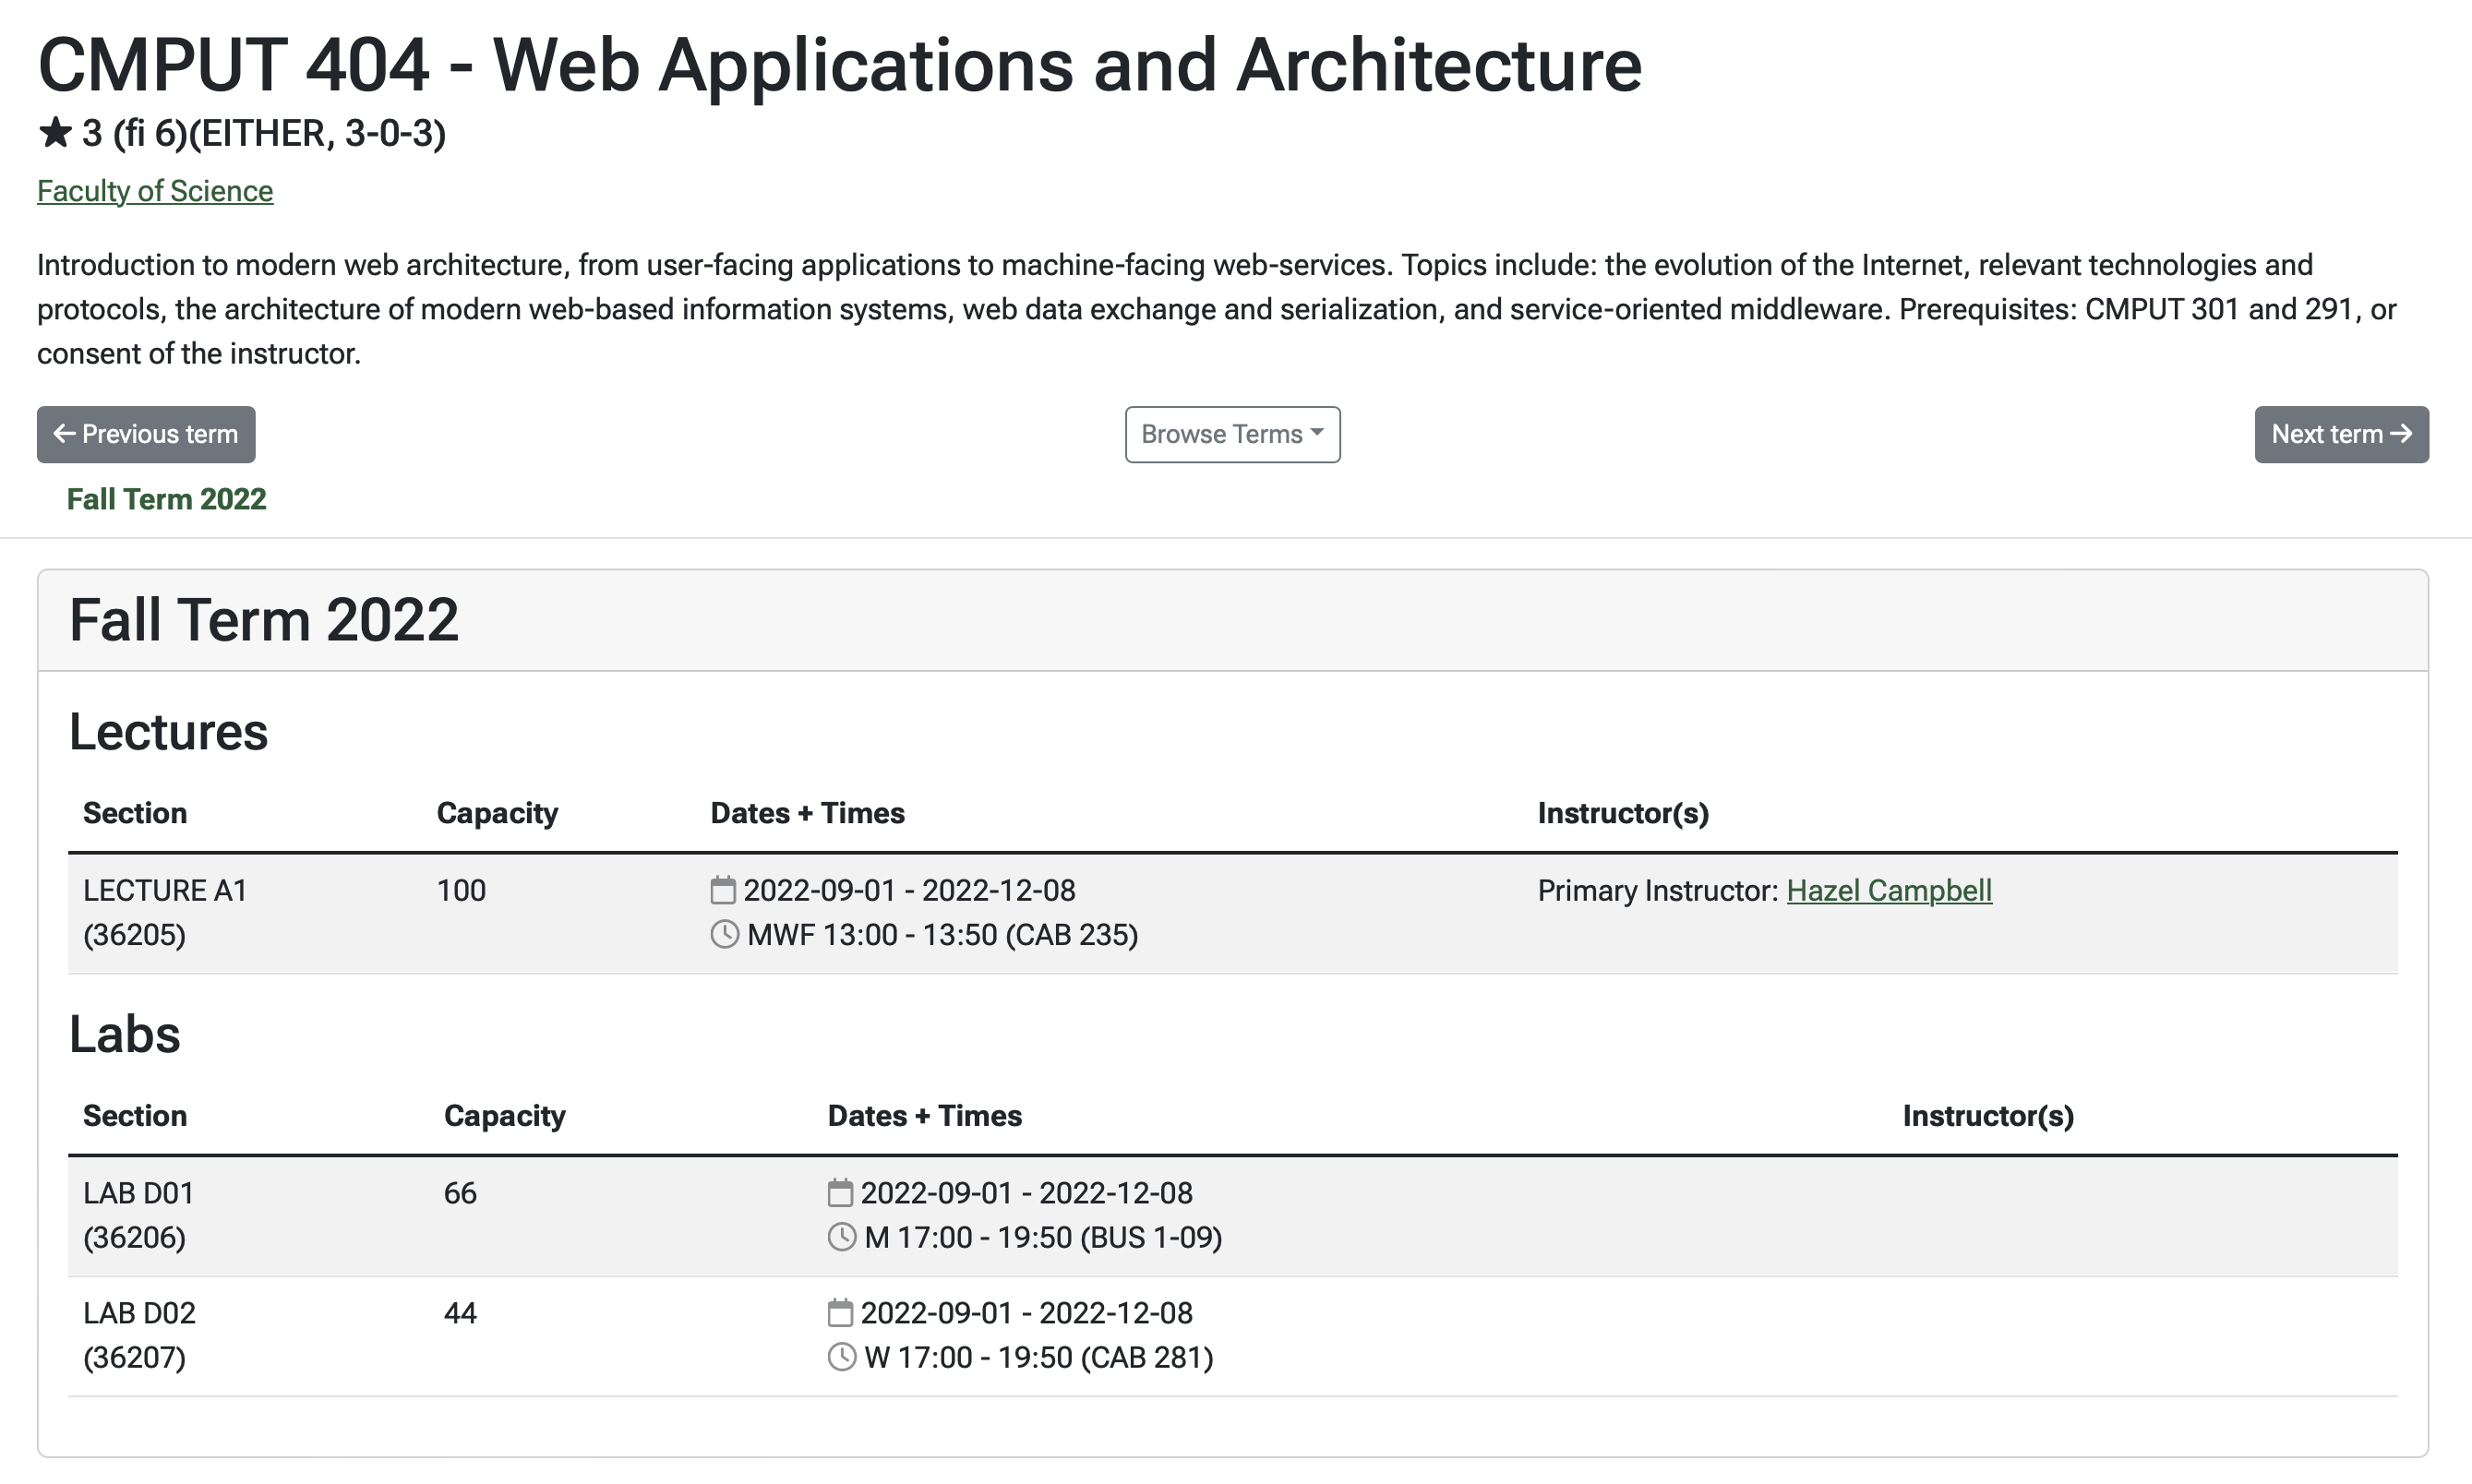 CMPUT 404 - Web Applications and Architecture
★ 3 (fi 6)(EITHER, 3-0-3)
Faculty of Science
Introduction to modern web architecture, from user-facing applications to machine-facing web-services. Topics include: the evolution of the Internet, relevant technologies and
protocols, the architecture of modern web-based information systems, web data exchange and serialization, and service-oriented middleware. Prerequisites: CMPUT 301 and 291, or
consent of the instructor.
← Previous term Browse Terms Next term →
Fall Term 2022
Fall Term 2022
Lectures
Section Capacity Dates + Times Instructor(s)
LECTURE A1 100 2022-09-01 - 2022-12-08 Primary Instructor: Hazel Campbell
(36205) MWF 13:00 - 13:50 (CAB 235)
Labs
Section Capacity Dates + Times Instructor(s)
LAB D01 66 2022-09-01 - 2022-12-08
(36206) M 17:00 - 19:50 (BUS 1-09)
LAB D02 44 2022-09-01 - 2022-12-08
(36207) W 17:00 - 19:50 (CAB 281)